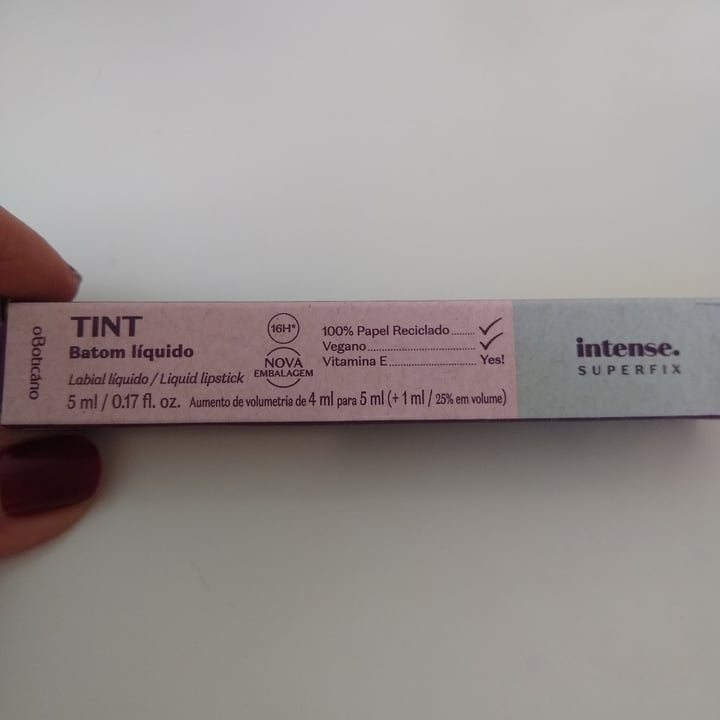 oBoticário
TINT
Batom líquido
Labial líquido / Liquid lipstick
5 ml / 0.17 fl. oz. Aumento de volumetria de 4 ml para 5 ml (+ 1 ml / 25% em volume)
16H*
NOVA
EMBALAGEM
100% Papel Reciclado........✓
Vegano................................✓
Vitamina E............................Yes!
intense.
SUPERFIX